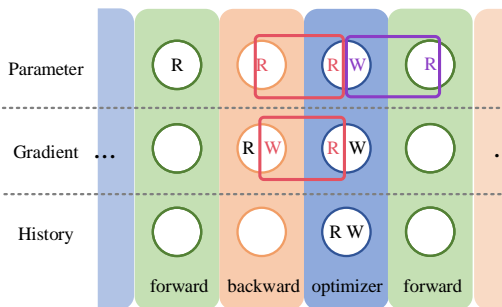 Parameter R R R W R
Gradient ... R W R W .
History R W
forward backward optimizer forward